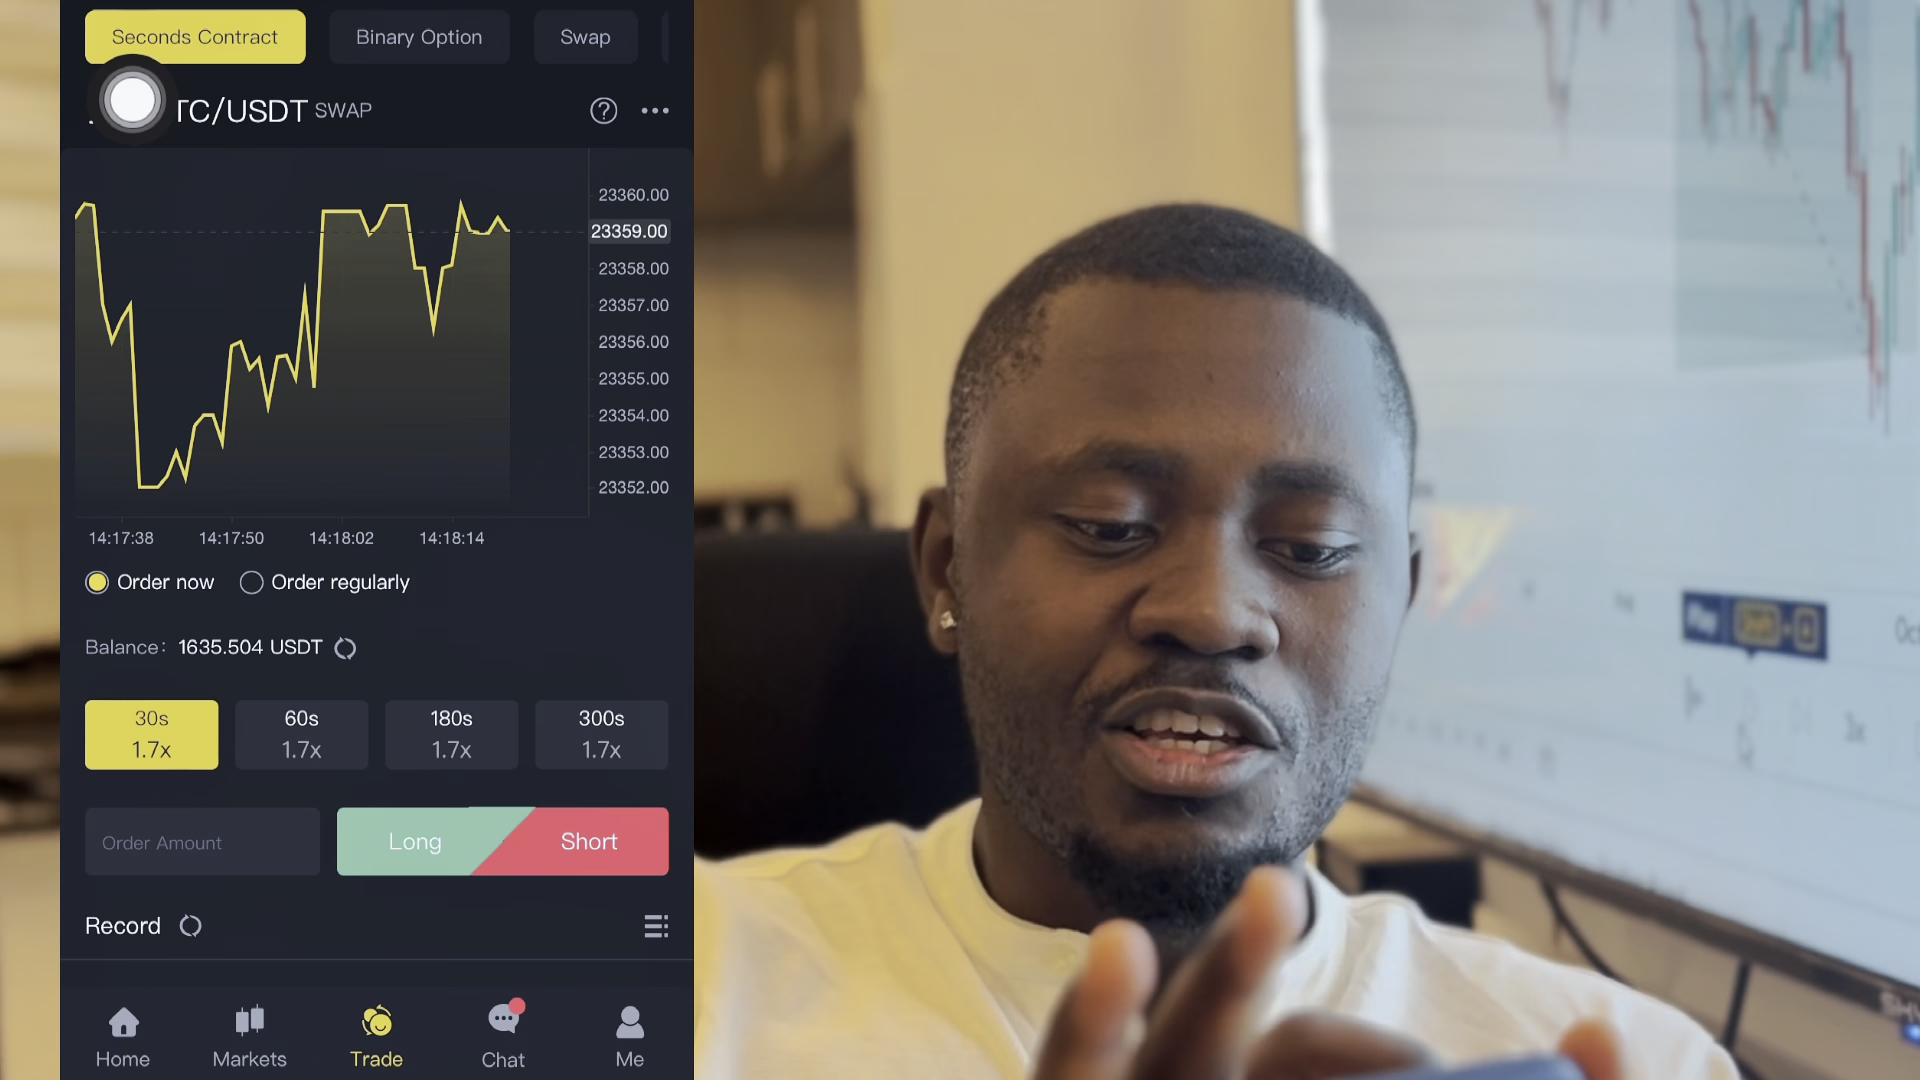 Seconds Contract Binary Option Swap
TC/USDT SWAP
23360.00
23359.00
23358.00
23357.00
23356.00
23355.00
23354.00
23353.00
23352.00
14:17:38 14:17:50 14:18:02 14:18:14
Order now Order regularly
Balance: 1635.504 USDT
30s 60s 180s 300s
1.7x 1.7x 1.7x 1.7x
Order Amount Long Short
Record
Home Markets Trade Chat Me
Play
Oct
2x